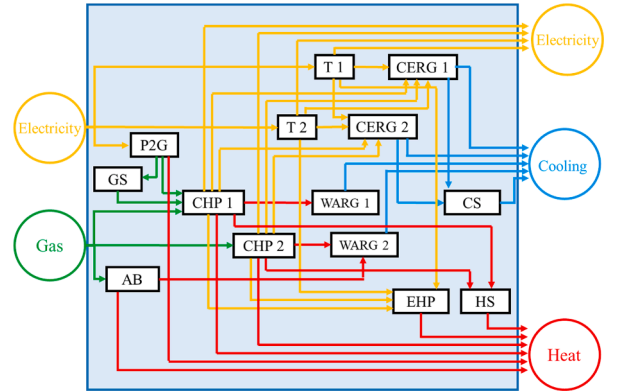 Electricity
T 1
CERG 1
Electricity
T 2
CERG 2
P2G
GS
Cooling
CHP 1
WARG 1
CS
Gas
CHP 2
WARG 2
AB
EHP
HS
Heat